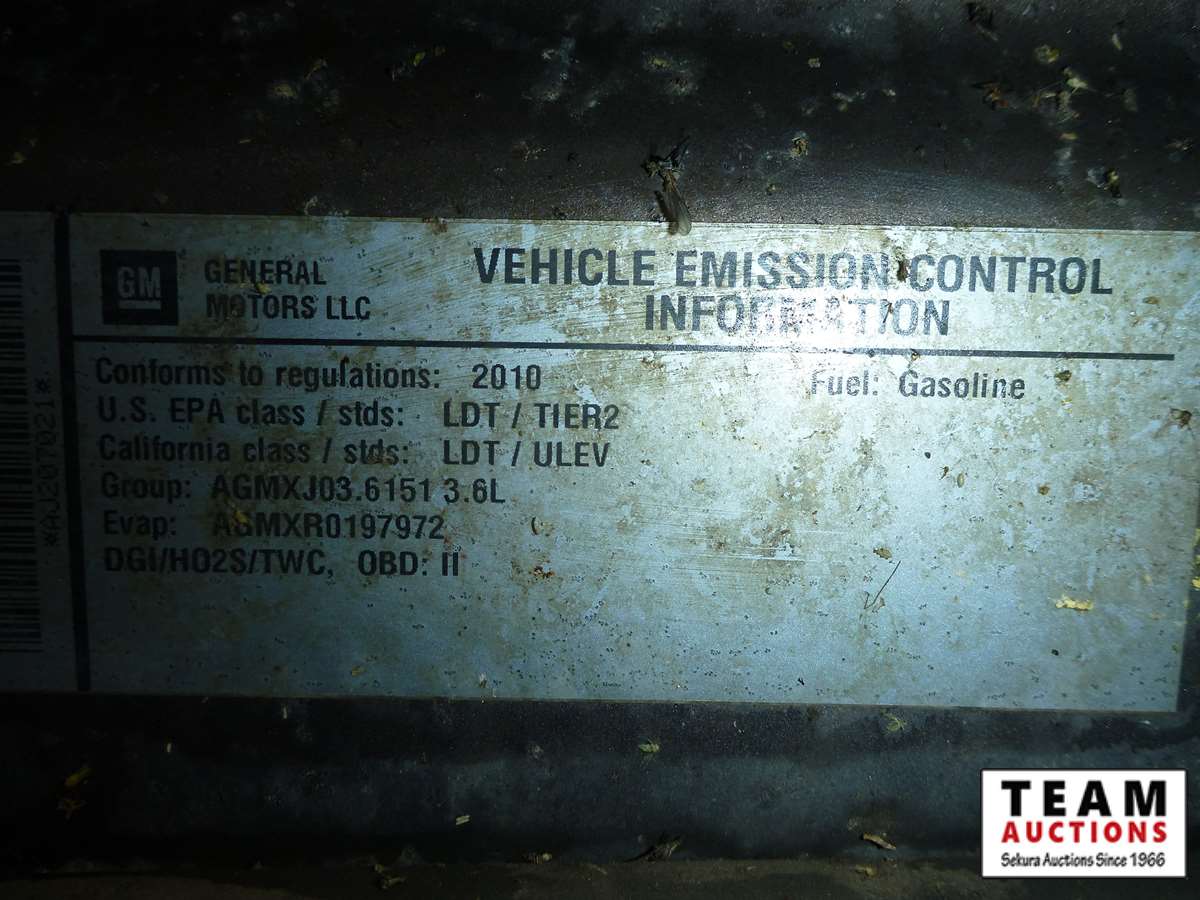 GM
GENERAL
MOTORS LLC
VEHICLE EMISSION CONTROL
INFORMATION
Conforms to regulations: 2010 Fuel: Gasoline
U.S. EPA class / stds: LDT / TIER2
California class / stds: LDT / ULEV
Group: AGMXJ03.6151 3.6L
Evap: AGMXR0197972
DGI/HO2S/TWC, OBD: II
*AJ207021*
TEAM
AUCTIONS
Sekura Auctions Since 1966